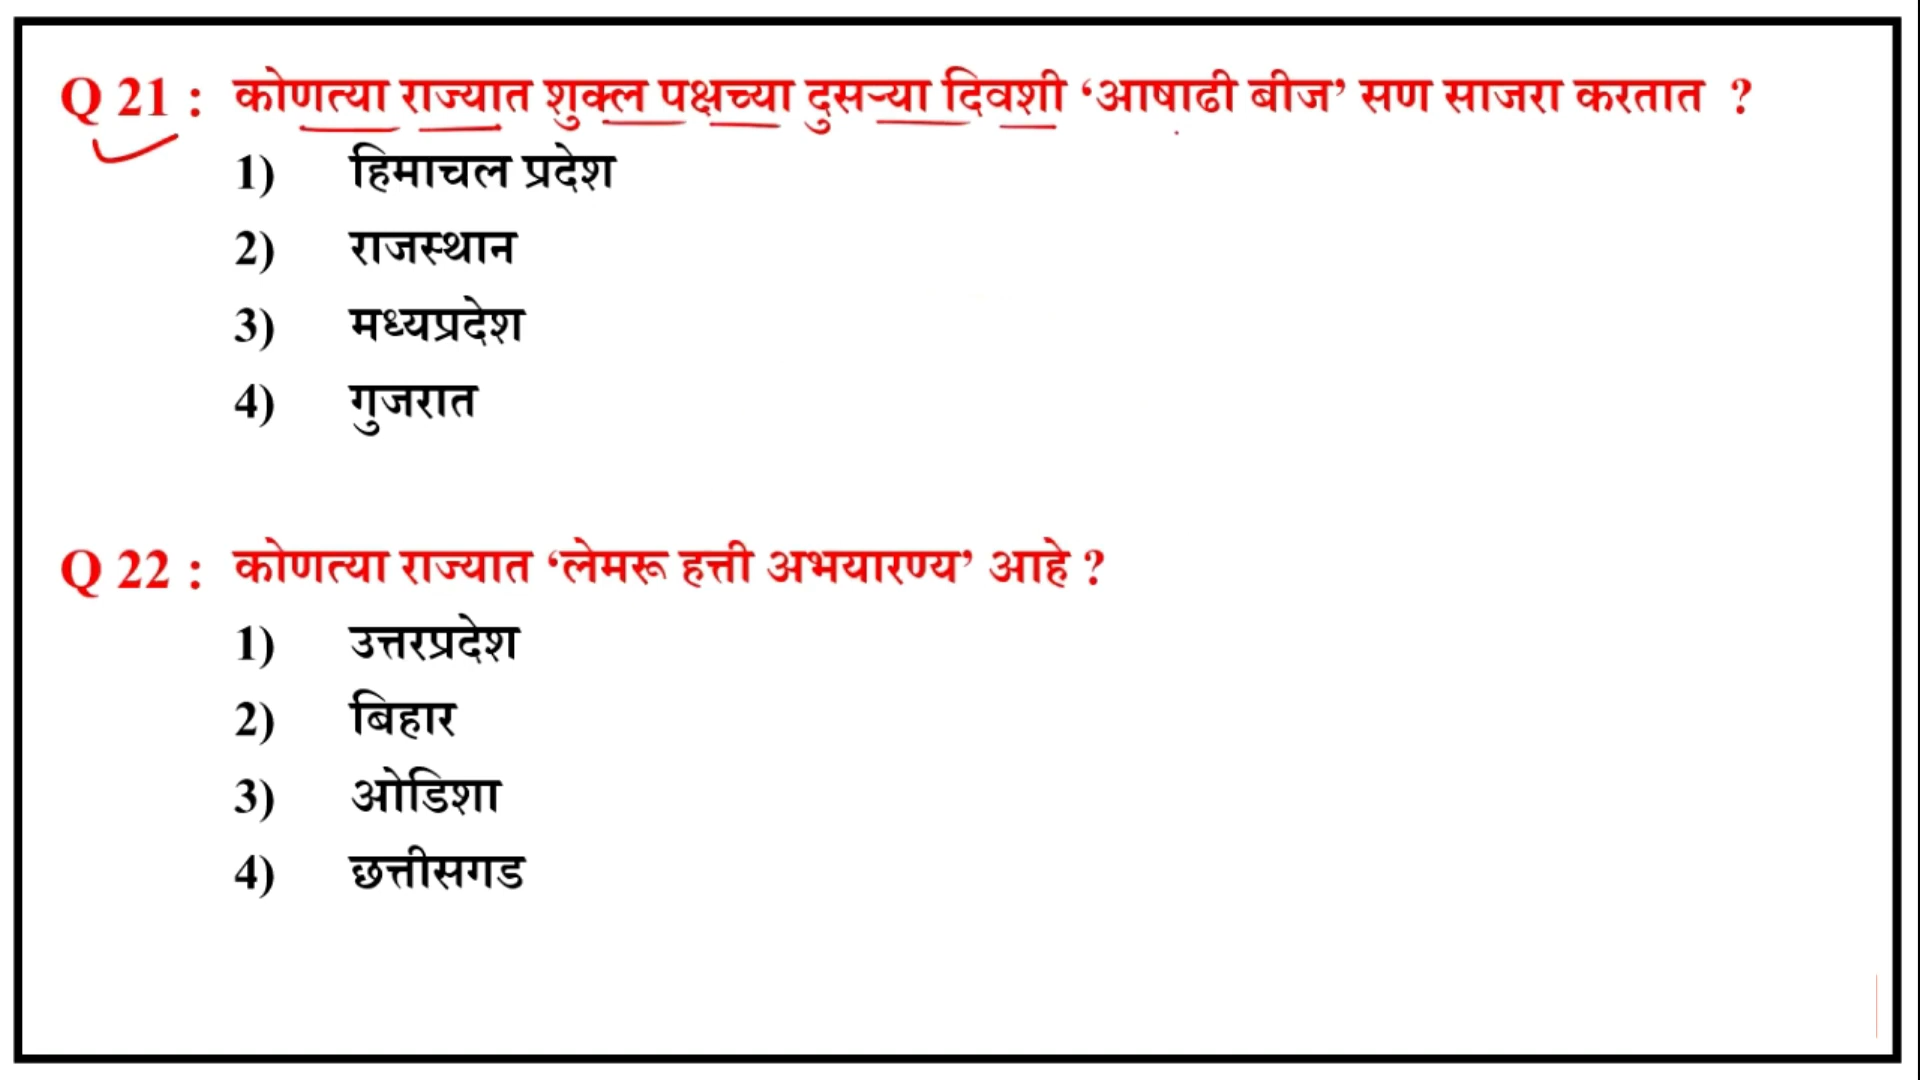 Q 21 : कोणत्या राज्यात शुक्ल पक्षच्या दुसऱ्या दिवशी ‘आषाढी बीज’ सण साजरा करतात ?
1) हिमाचल प्रदेश
2) राजस्थान
3) मध्यप्रदेश
4) गुजरात
Q 22 : कोणत्या राज्यात ‘लेमरू हत्ती अभयारण्य’ आहे ?
1) उत्तरप्रदेश
2) बिहार
3) ओडिशा
4) छत्तीसगड